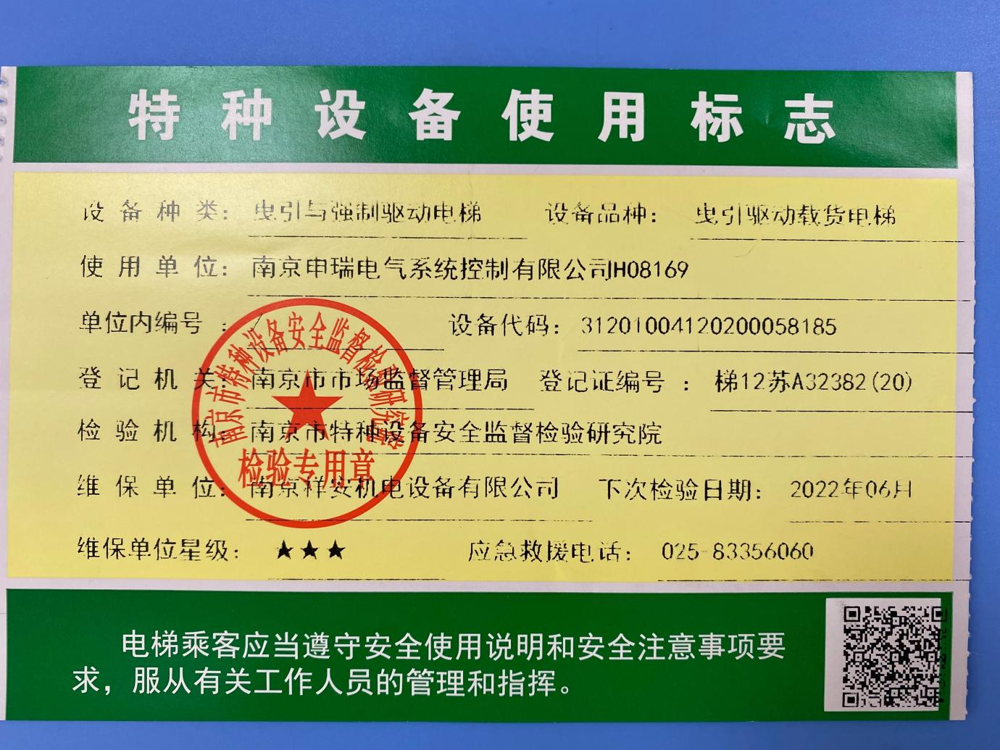 特种设备使用标志
设备种类： 曳引与强制驱动电梯 设备品种： 曳引驱动载货电梯
使用单位： 南京申瑞电气系统控制有限公司H08169
单位内编号： / 设备代码： 31201004120200058185
登记机关： 南京市市场监督管理局 登记证编号： 梯12苏A32382(20)
检验机构： 南京市特种设备安全监督检验研究院
维保单位： 南京祥安机电设备有限公司 下次检验日期： 2022年06月
维保单位星级： ★★★ 应急救援电话： 025-83356060
南京市特种设备安全监督检验研究院
检验专用章
电梯乘客应当遵守安全使用说明和安全注意事项要
求，服从有关工作人员的管理和指挥。